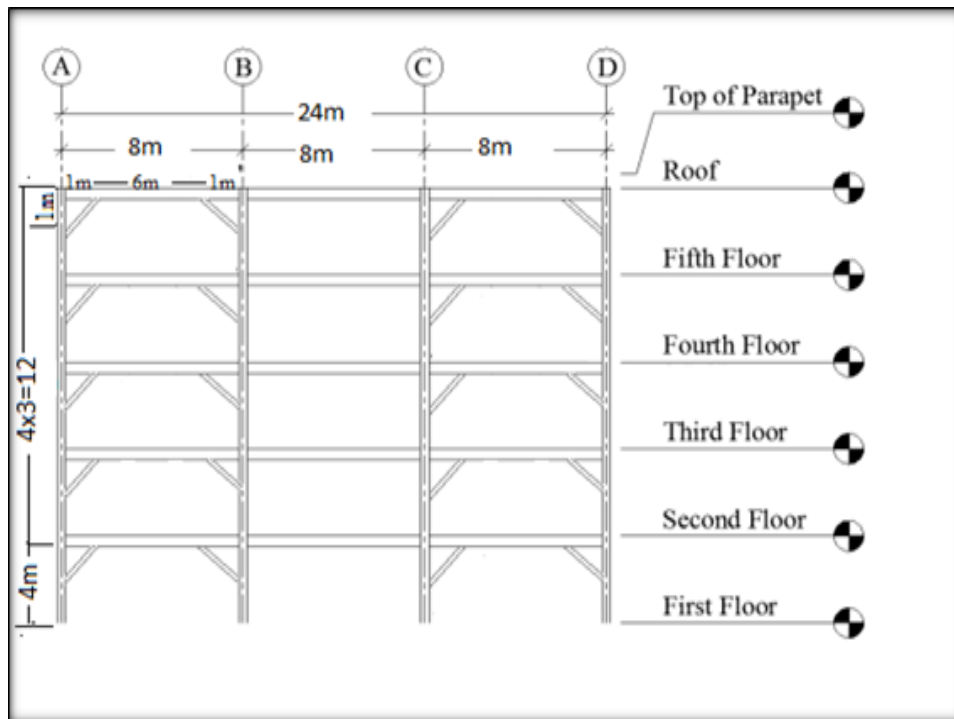 A B C D
Top of Parapet
24m
8m 8m 8m
Roof
1m 6m 1m
1m
Fifth Floor
Fourth Floor
4x3=12
Third Floor
Second Floor
4m
First Floor